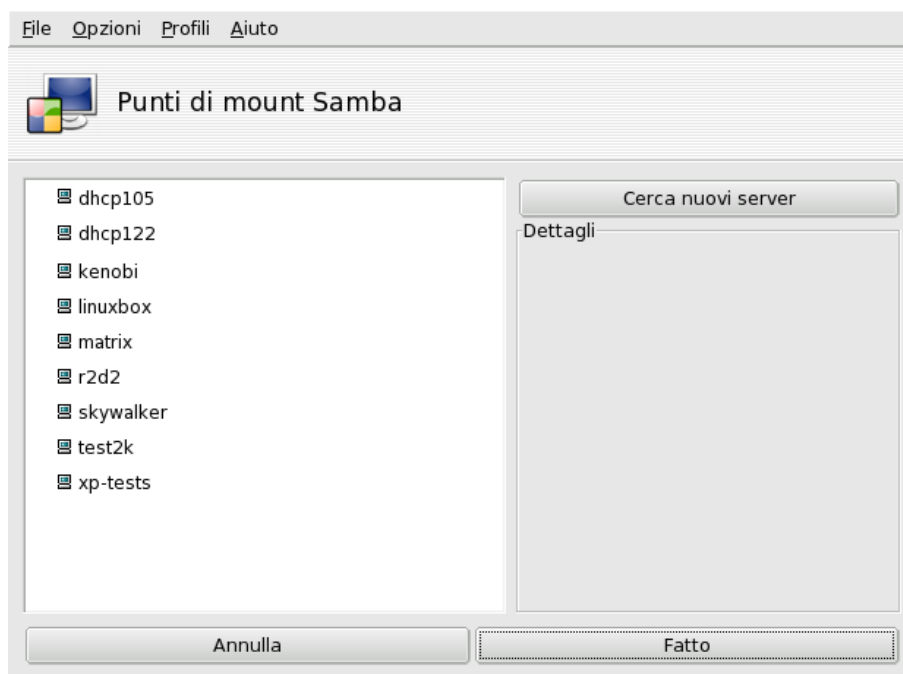 File Opzioni Profili Aiuto
Punti di mount Samba
dhcp105
dhcp122
kenobi
linuxbox
matrix
r2d2
skywalker
test2k
xp-tests
Cerca nuovi server
Dettagli
Annulla Fatto